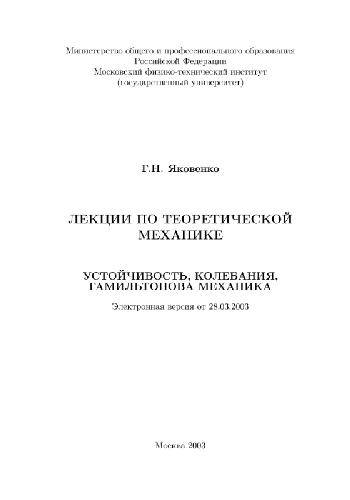 Министерство общего и профессионального образования
Российской Федерации
Московский физико-технический институт
(государственный университет)
Г.Н. Яковенко
ЛЕКЦИИ ПО ТЕОРЕТИЧЕСКОЙ
МЕХАНИКЕ
УСТОЙЧИВОСТЬ, КОЛЕБАНИЯ,
ГАМИЛЬТОНОВА МЕХАНИКА
Электронная версия от 28.03.2003
Москва 2003